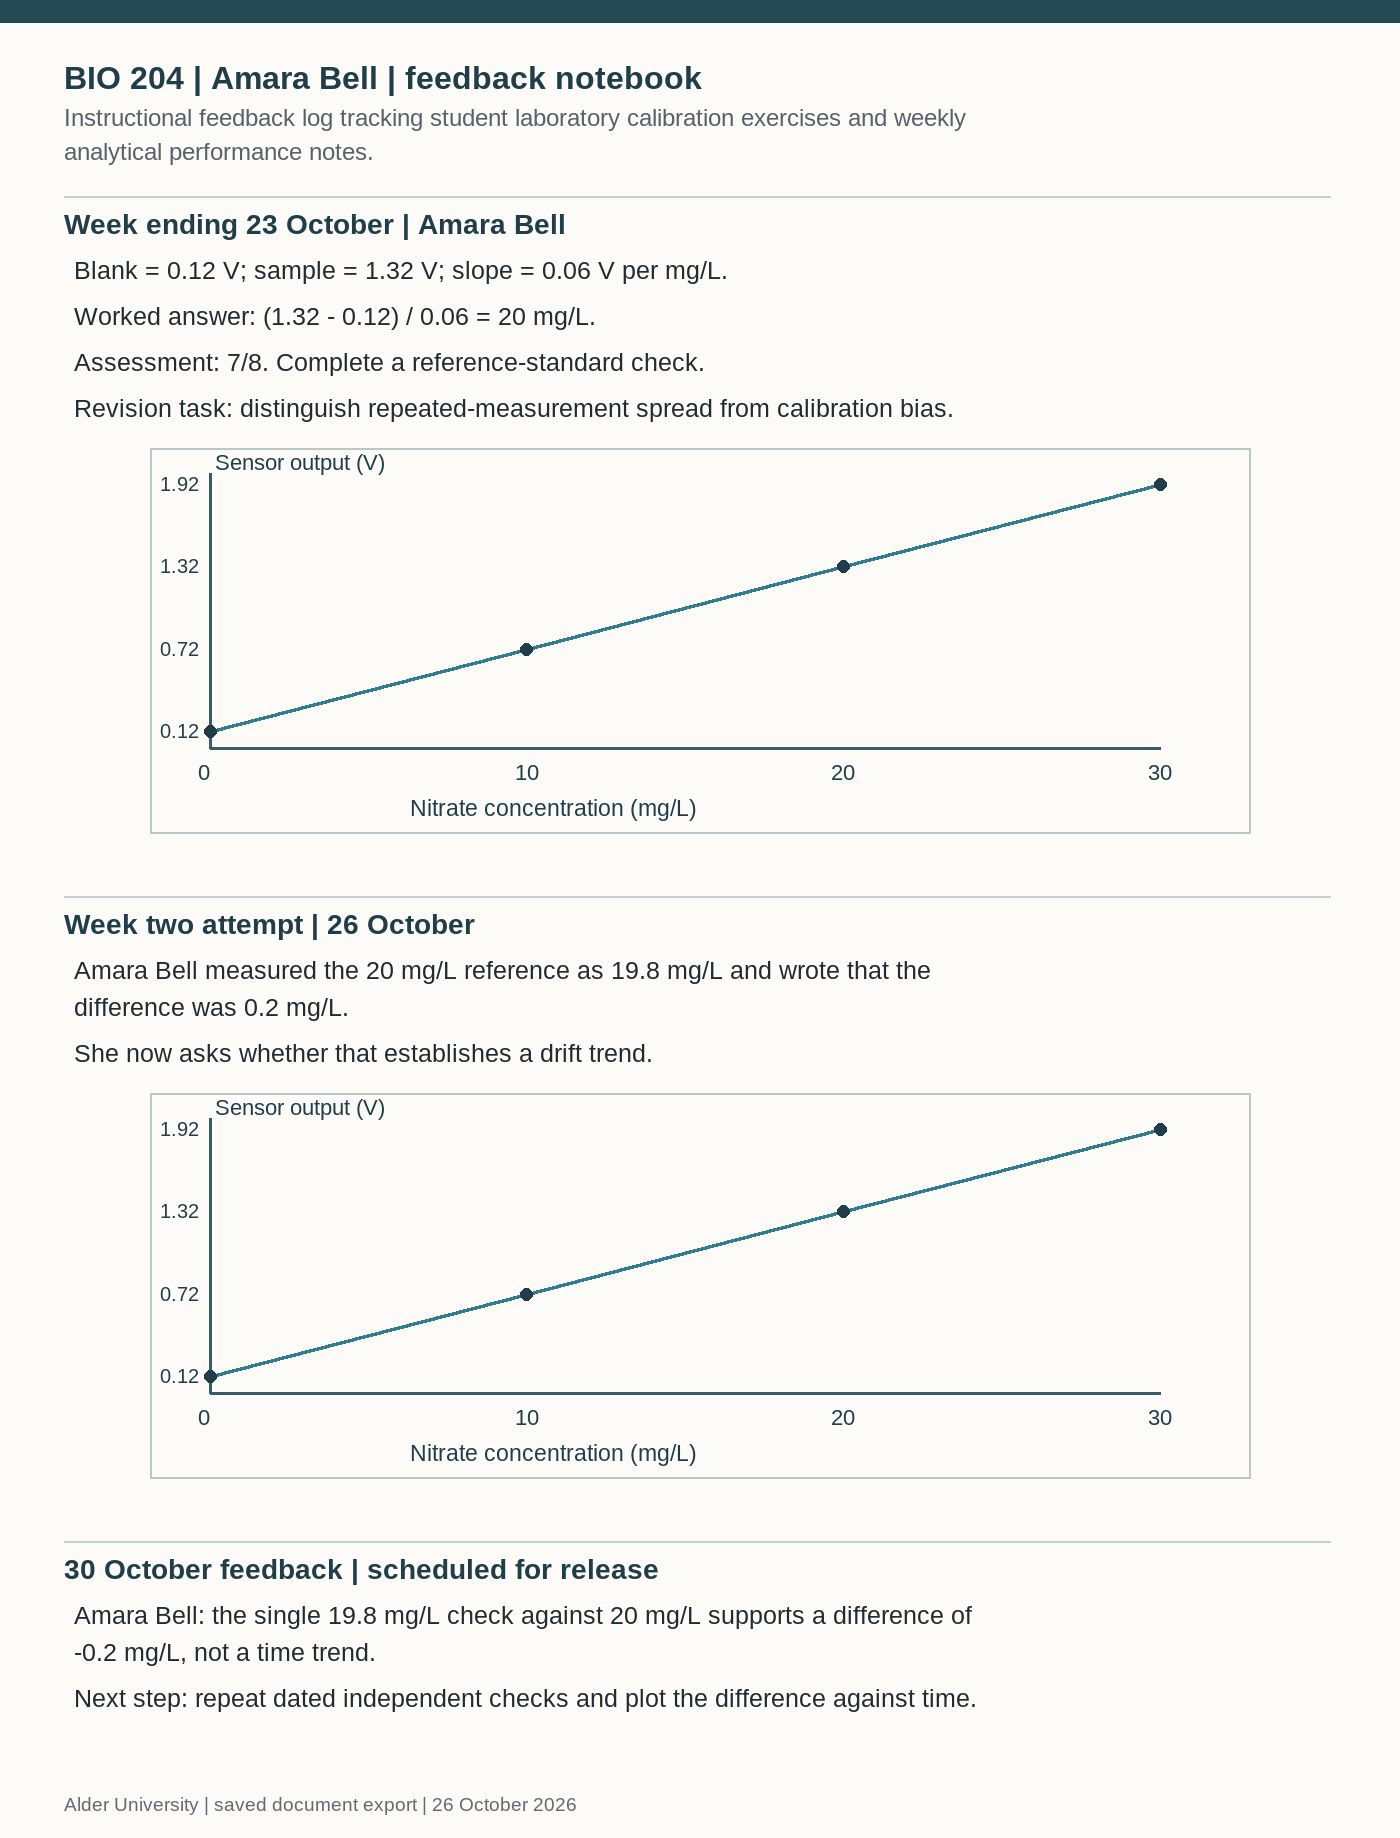 BIO 204 | Amara Bell | feedback notebook
Instructional feedback log tracking student laboratory calibration exercises and weekly
analytical performance notes.
Week ending 23 October | Amara Bell
Blank = 0.12 V; sample = 1.32 V; slope = 0.06 V per mg/L.
Worked answer: (1.32 - 0.12) / 0.06 = 20 mg/L.
Assessment: 7/8. Complete a reference-standard check.
Revision task: distinguish repeated-measurement spread from calibration bias.
Sensor output (V)
1.92
1.32
0.72
0.12
0 10 20 30
Nitrate concentration (mg/L)
Week two attempt | 26 October
Amara Bell measured the 20 mg/L reference as 19.8 mg/L and wrote that the
difference was 0.2 mg/L.
She now asks whether that establishes a drift trend.
Sensor output (V)
1.92
1.32
0.72
0.12
0 10 20 30
Nitrate concentration (mg/L)
30 October feedback | scheduled for release
Amara Bell: the single 19.8 mg/L check against 20 mg/L supports a difference of
-0.2 mg/L, not a time trend.
Next step: repeat dated independent checks and plot the difference against time.
Alder University | saved document export | 26 October 2026